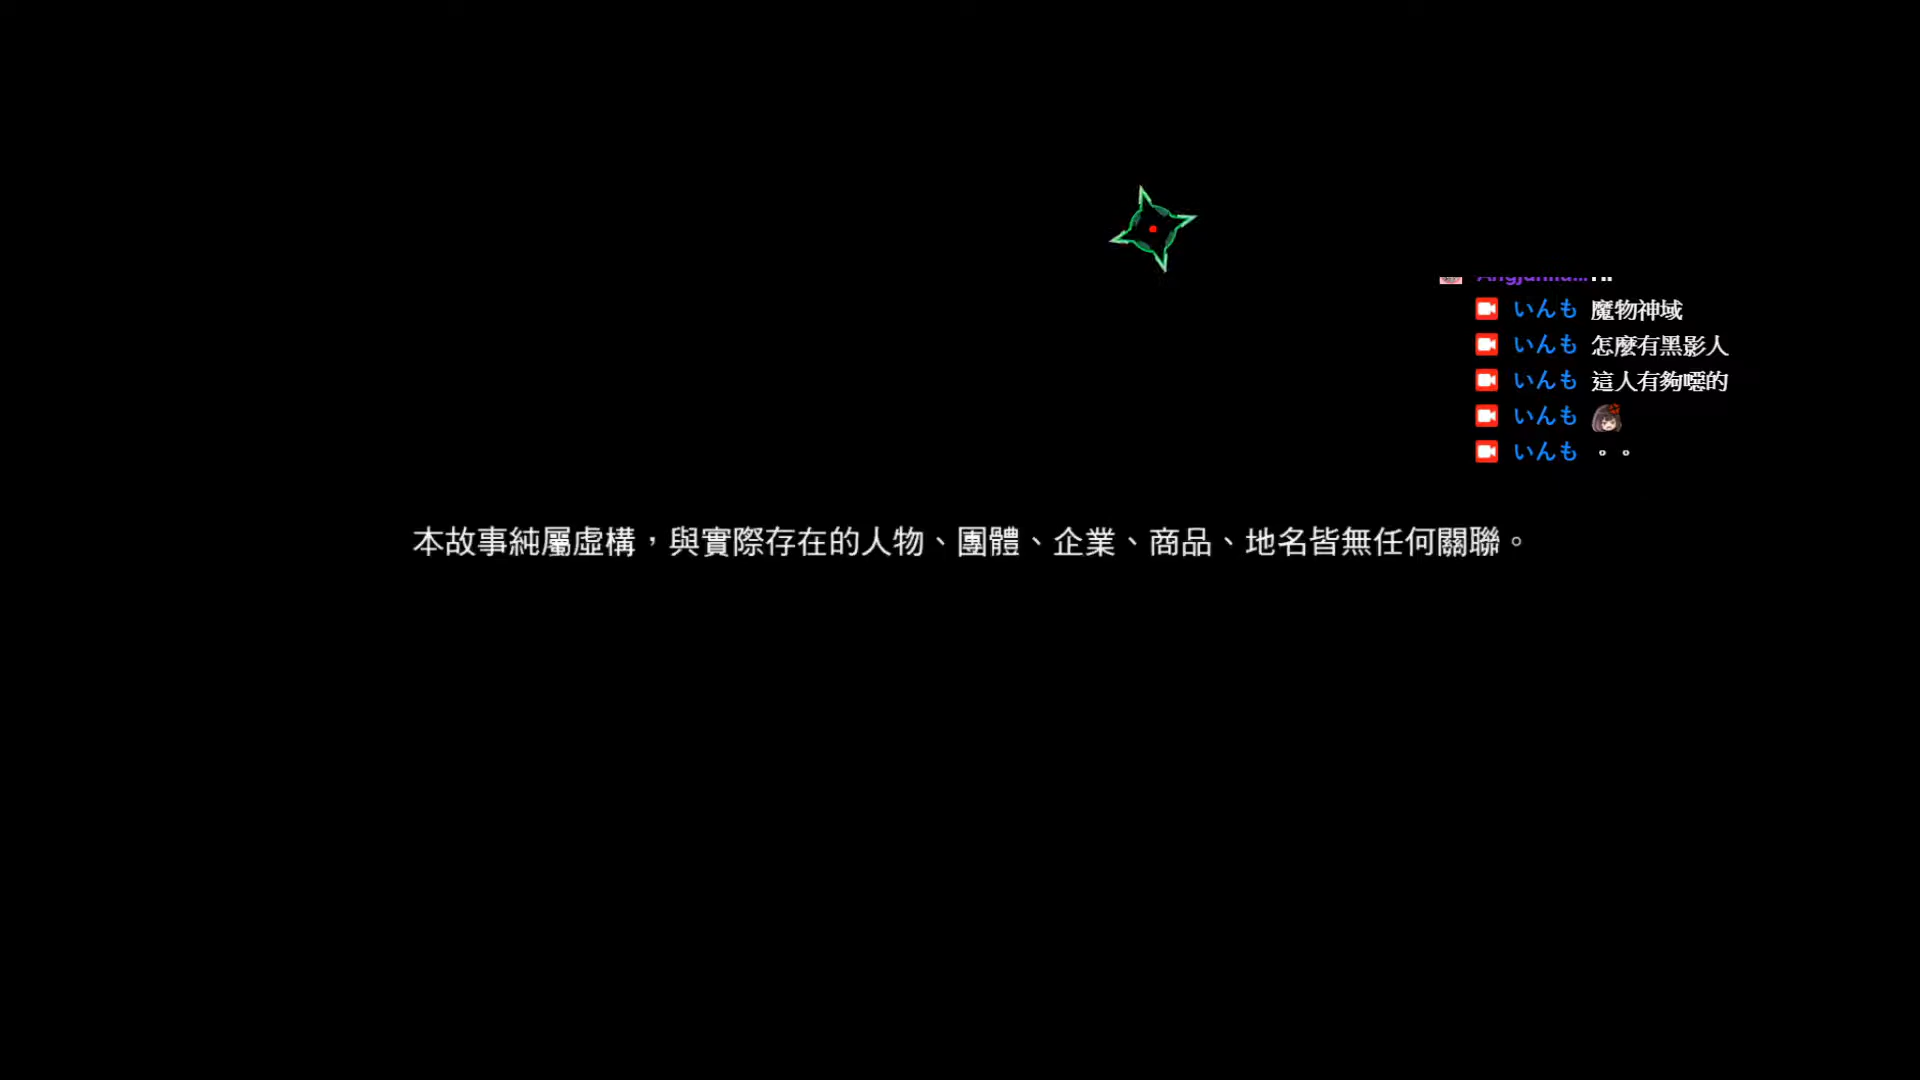 いんも 魔物神域
いんも 怎麼有黑影人
いんも 這人有夠噁的
いんも
いんも 。。
本故事純屬虛構，與實際存在的人物、團體、企業、商品、地名皆無任何關聯。